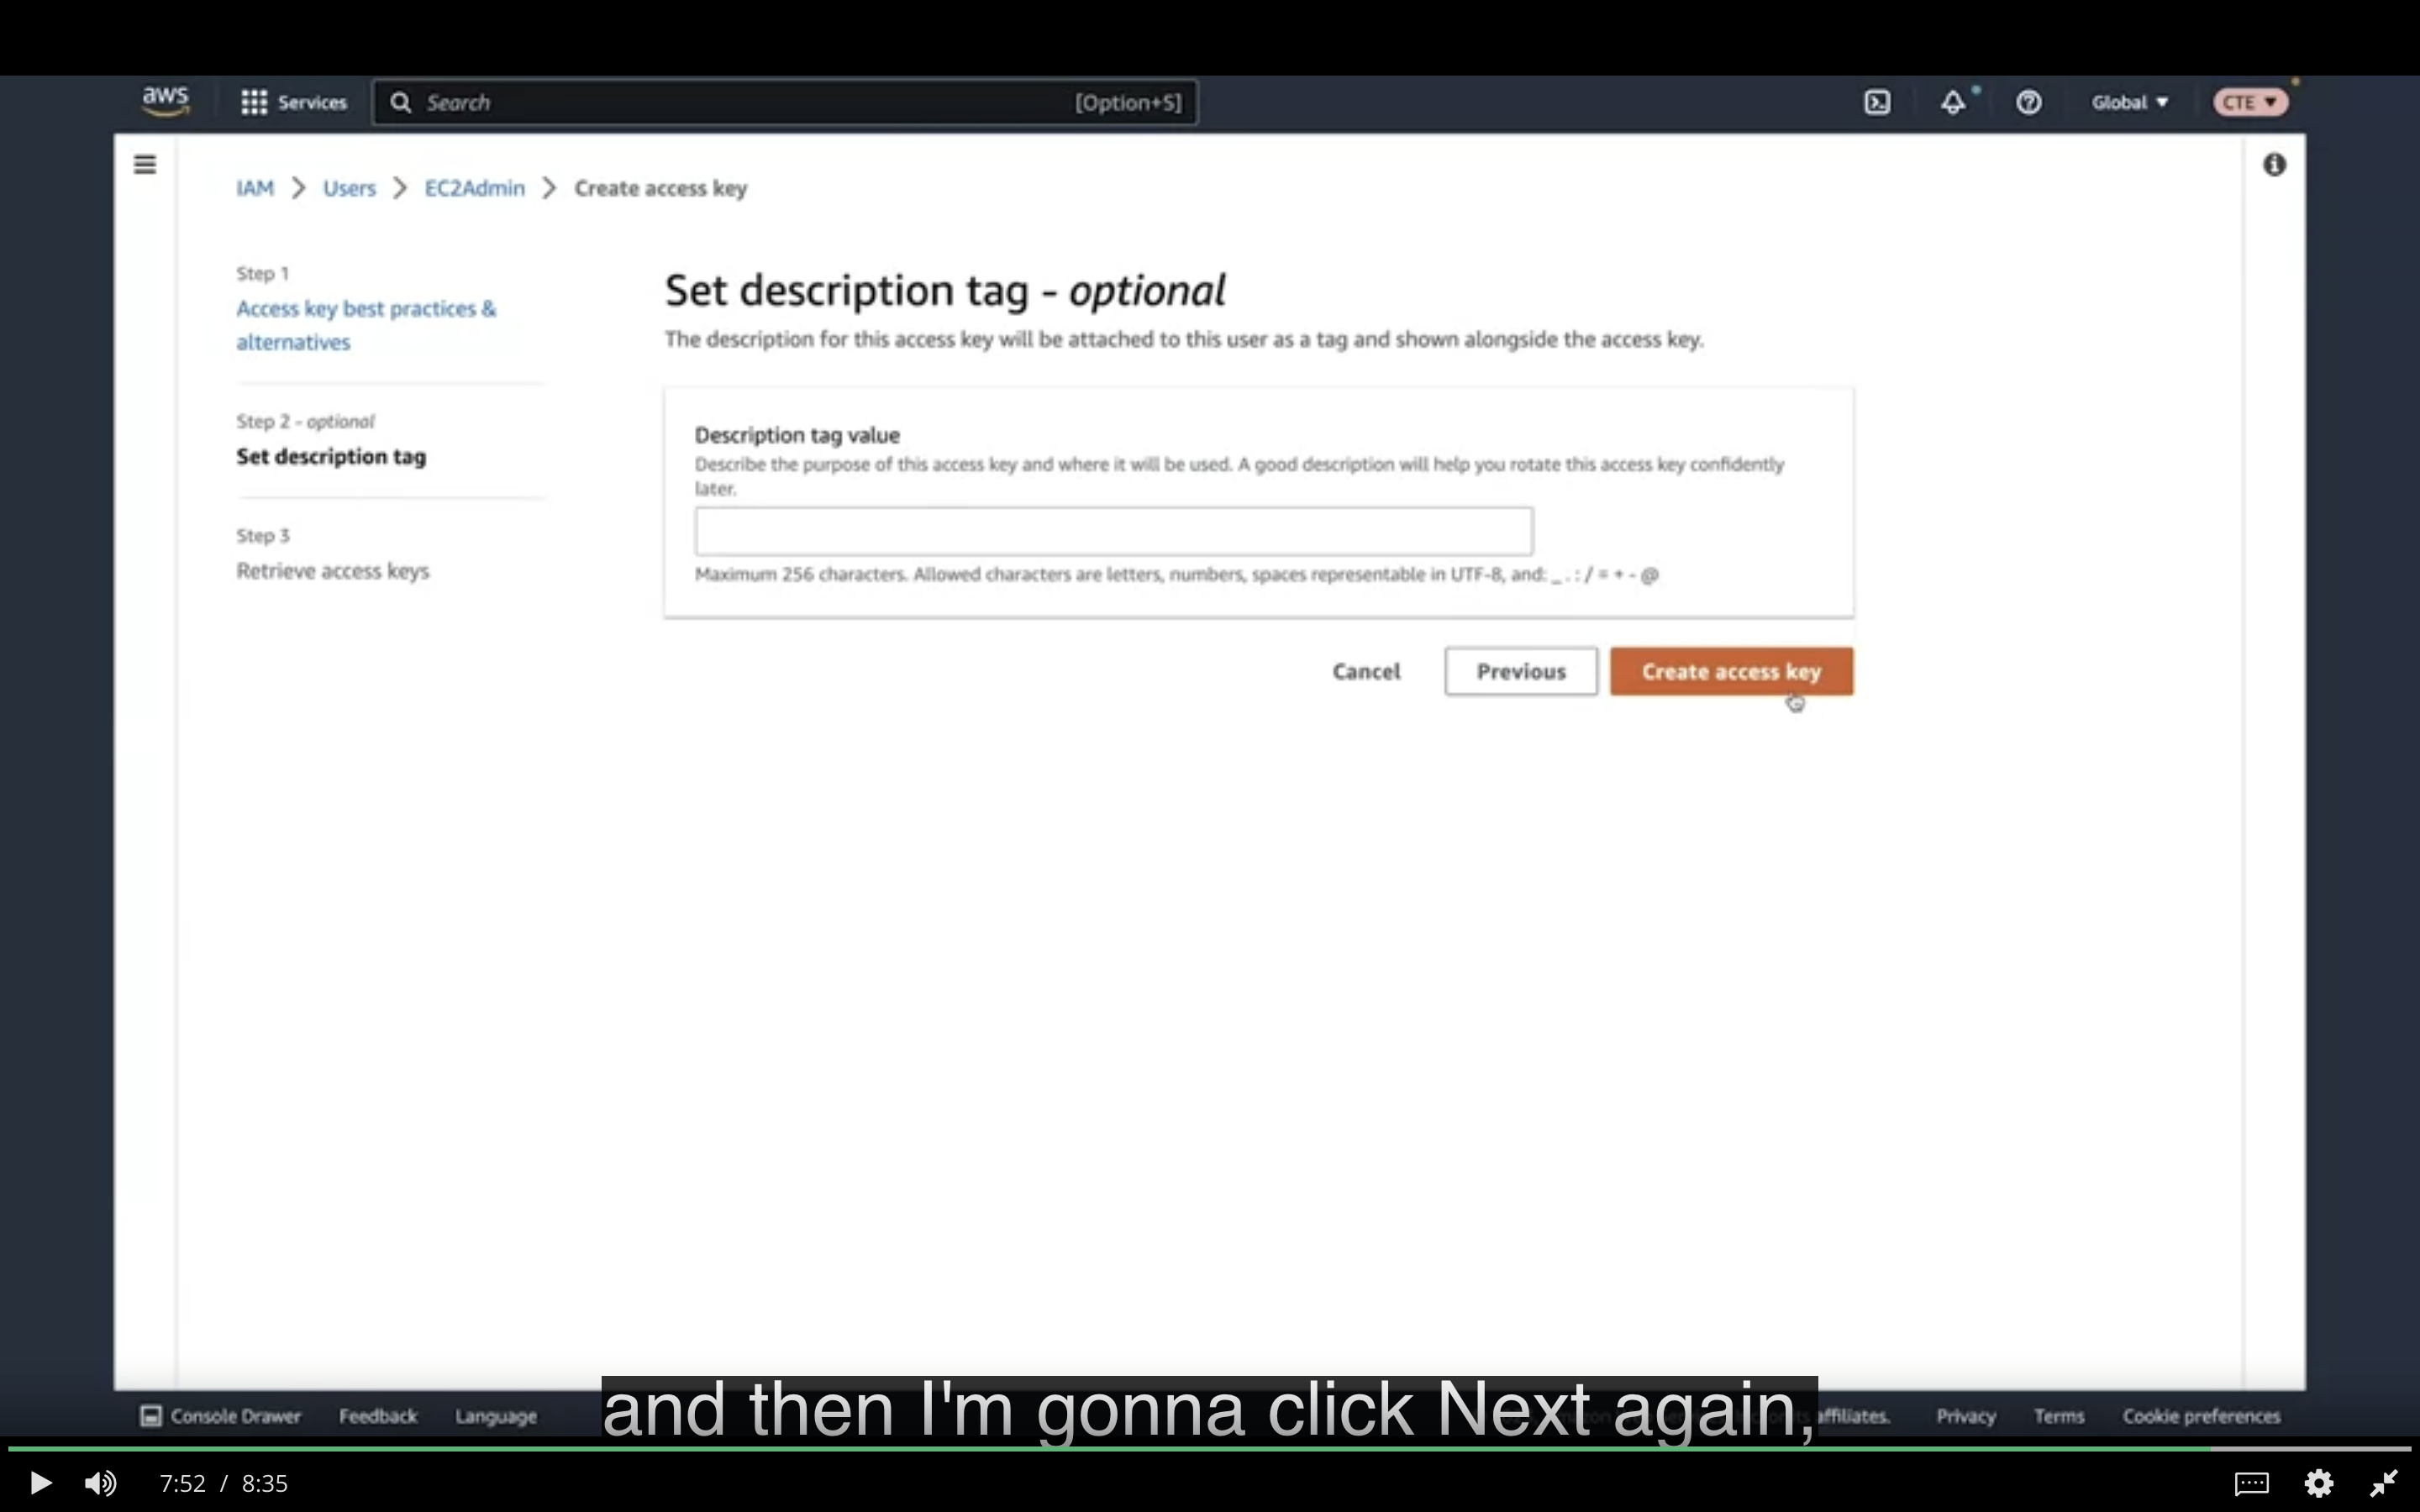 aws
Services
Search
[Option+S]
Global
CTE
IAM > Users > EC2Admin > Create access key
Step 1
Access key best practices &
alternatives
Step 2 - optional
Set description tag
Step 3
Retrieve access keys
Set description tag - optional
The description for this access key will be attached to this user as a tag and shown alongside the access key.
Description tag value
Describe the purpose of this access key and where it will be used. A good description will help you rotate this access key confidently
later.
Maximum 256 characters. Allowed characters are letters, numbers, spaces representable in UTF-8, and: _ . : / = + - @
Cancel
Previous
Create access key
and then I'm gonna click Next again,
Console Drawer
Feedback
Language
affiliates.
Privacy
Terms
Cookie preferences
7:52 / 8:35